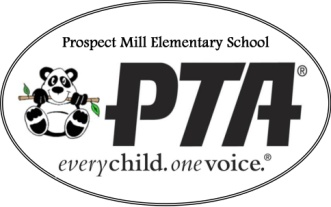 Prospect Mill Elementary School
PTA®
everychild.onevoice.®